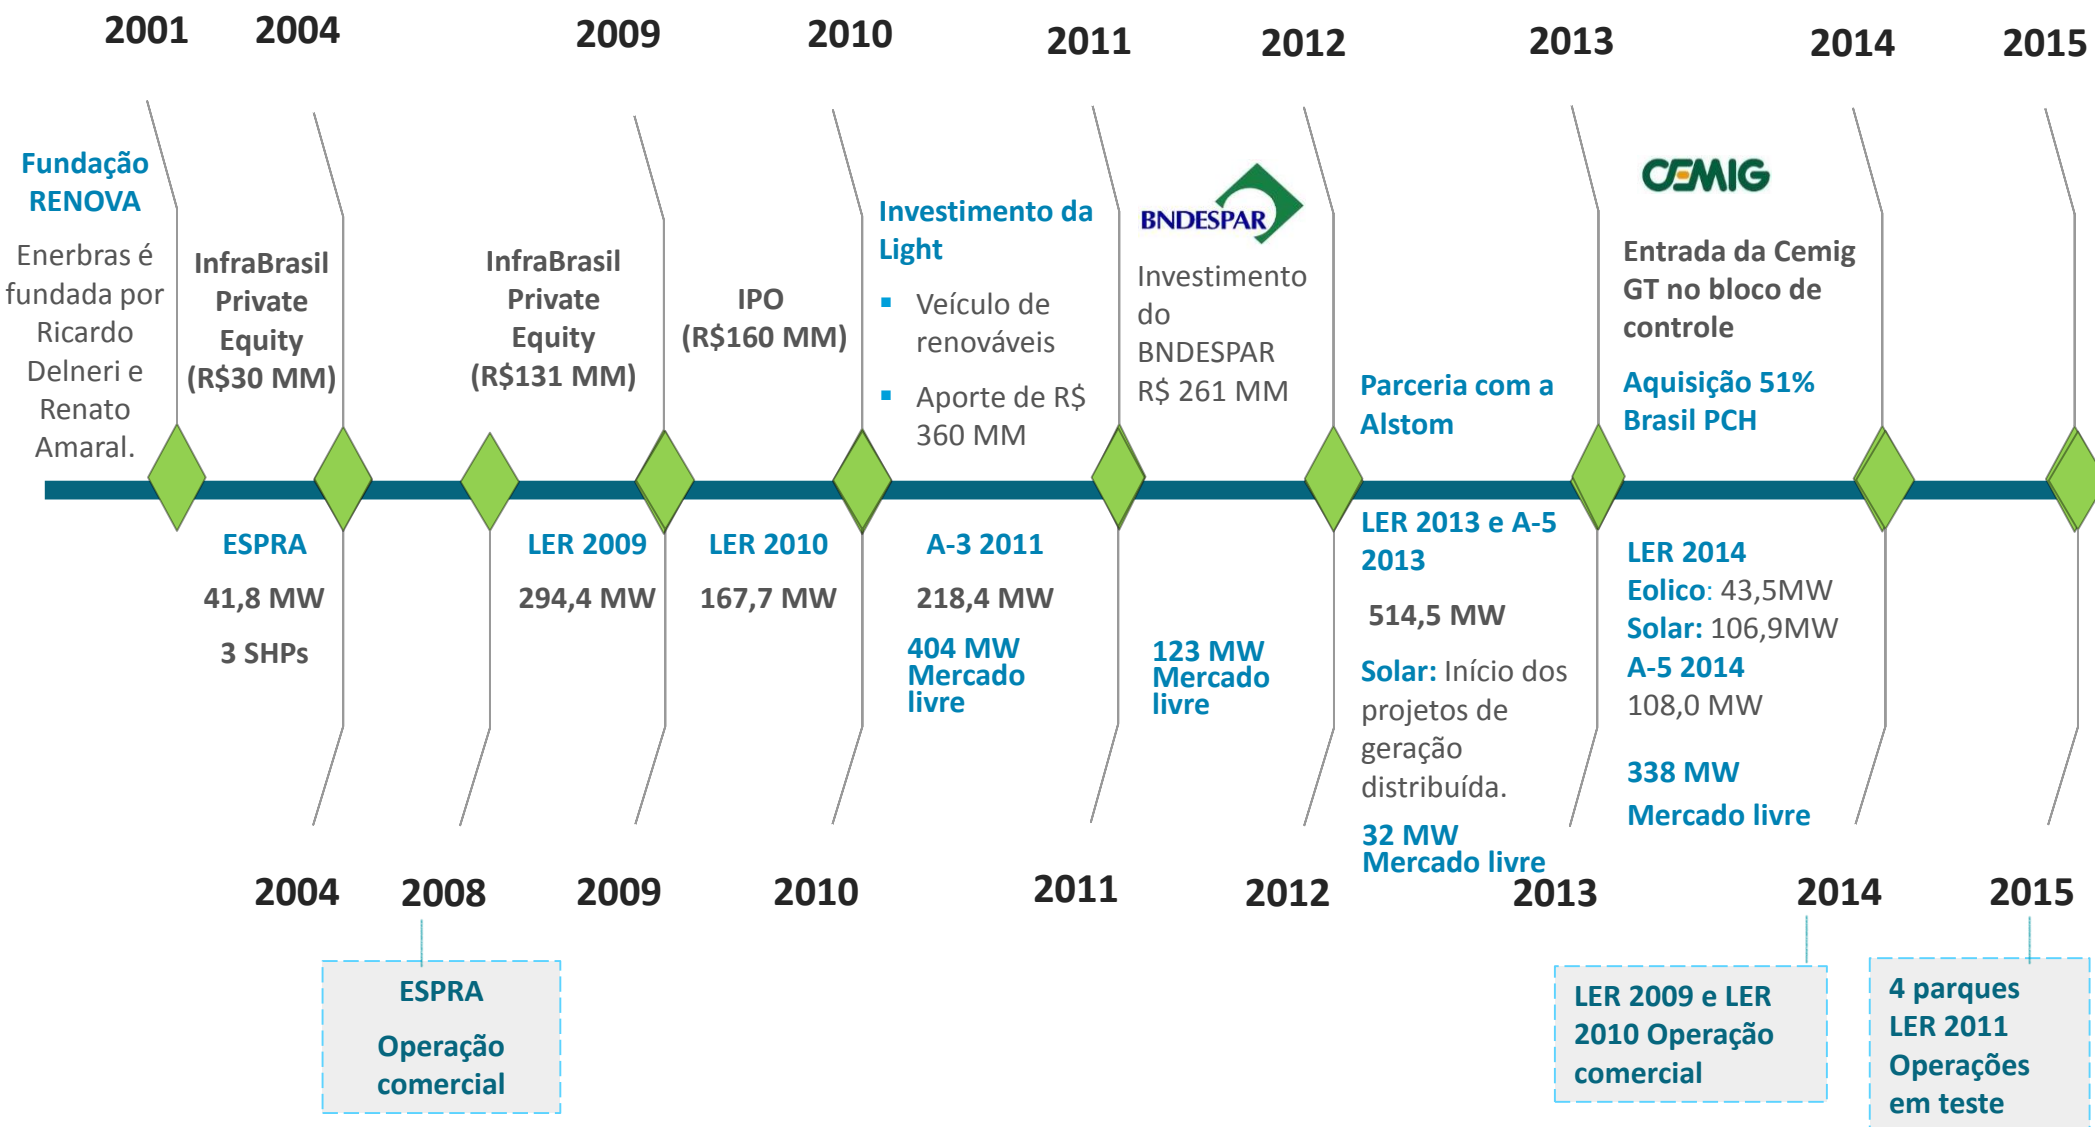 2001
2004
2009
2010
2011
2012
2013
2014
2015
Fundação
RENOVA
Enerbras é
fundada por
Ricardo
Delneri e
Renato
Amaral.
InfraBrasil
Private
Equity
(R$30 MM)
InfraBrasil
Private
Equity
(R$131 MM)
IPO
(R$160 MM)
Investimento da
Light
Veículo de
renováveis
Aporte de R$
360 MM
BNDESPAR
Investimento
do
BNDESPAR
R$ 261 MM
Parceria com a
Alstom
CEMIG
Entrada da Cemig
GT no bloco de
controle
Aquisição 51%
Brasil PCH
ESPRA
41,8 MW
3 SHPs
LER 2009
294,4 MW
LER 2010
167,7 MW
A-3 2011
218,4 MW
404 MW
Mercado
livre
123 MW
Mercado
livre
LER 2013 e A-5
2013
514,5 MW
Solar: Início dos
projetos de
geração
distribuída.
32 MW
Mercado livre
LER 2014
Eolico: 43,5MW
Solar: 106,9MW
A-5 2014
108,0 MW
338 MW
Mercado livre
2004
2008
2009
2010
2011
2012
2013
2014
2015
ESPRA
Operação
comercial
LER 2009 e LER
2010 Operação
comercial
4 parques
LER 2011
Operações
em teste